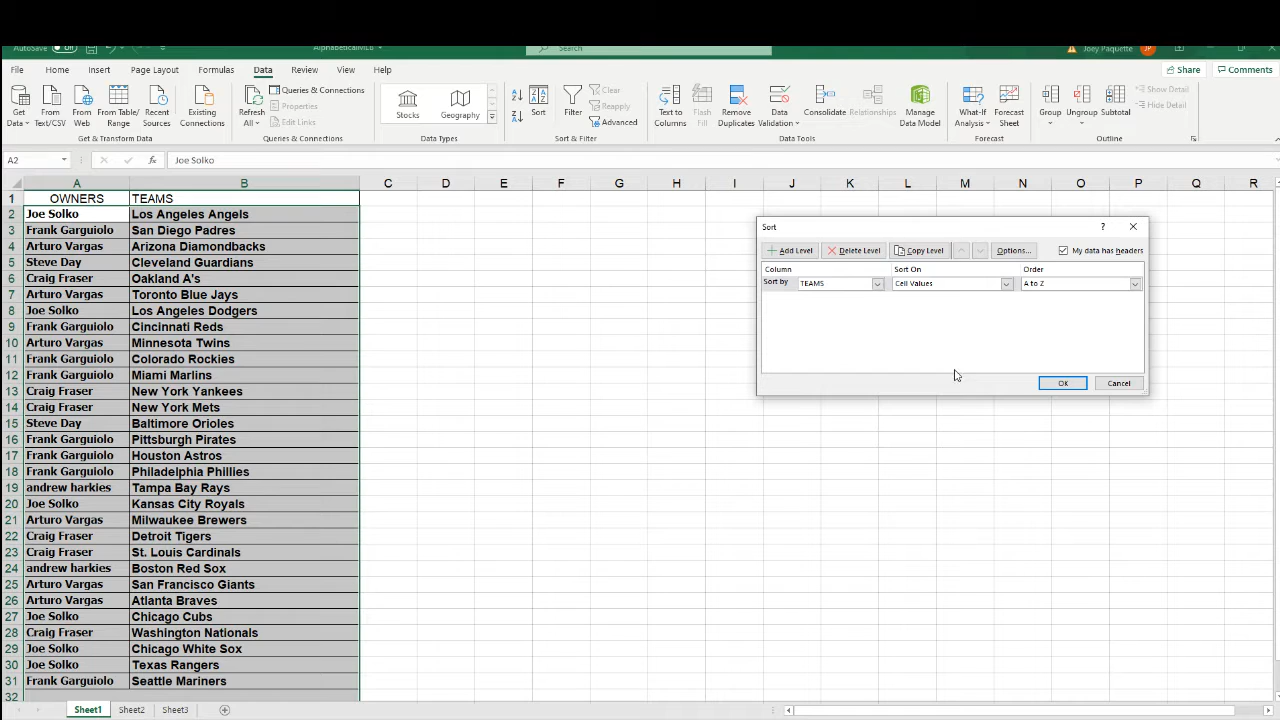 AutoSave Off AlphabeticalMLB Search Joey Paquette JP
File Home Insert Page Layout Formulas Data Review View Help Share Comments
Get Data From Text/CSV From Web From Table/Range Recent Sources Existing Connections
Get & Transform Data
Refresh All Queries & Connections Properties Edit Links
Queries & Connections
Stocks Geography
Data Types
Sort Filter Clear Reapply Advanced
Sort & Filter
Text to Columns Flash Fill Remove Duplicates Data Validation Consolidate Relationships Manage Data Model
Data Tools
What-If Analysis Forecast Sheet
Forecast
Group Ungroup Subtotal Show Detail Hide Detail
Outline
A2 fx Joe Solko
A B C D E F G H I J K L M N O P Q R
1 OWNERS TEAMS
2 Joe Solko Los Angeles Angels
3 Frank Garguiolo San Diego Padres
4 Arturo Vargas Arizona Diamondbacks
5 Steve Day Cleveland Guardians
6 Craig Fraser Oakland A's
7 Arturo Vargas Toronto Blue Jays
8 Joe Solko Los Angeles Dodgers
9 Frank Garguiolo Cincinnati Reds
10 Arturo Vargas Minnesota Twins
11 Frank Garguiolo Colorado Rockies
12 Frank Garguiolo Miami Marlins
13 Craig Fraser New York Yankees
14 Craig Fraser New York Mets
15 Steve Day Baltimore Orioles
16 Frank Garguiolo Pittsburgh Pirates
17 Frank Garguiolo Houston Astros
18 Frank Garguiolo Philadelphia Phillies
19 andrew harkies Tampa Bay Rays
20 Joe Solko Kansas City Royals
21 Arturo Vargas Milwaukee Brewers
22 Craig Fraser Detroit Tigers
23 Craig Fraser St. Louis Cardinals
24 andrew harkies Boston Red Sox
25 Arturo Vargas San Francisco Giants
26 Arturo Vargas Atlanta Braves
27 Joe Solko Chicago Cubs
28 Craig Fraser Washington Nationals
29 Joe Solko Chicago White Sox
30 Joe Solko Texas Rangers
31 Frank Garguiolo Seattle Mariners
32
Sort ?
Add Level Delete Level Copy Level Options... My data has headers
Column Sort On Order
Sort by TEAMS Cell Values A to Z
OK Cancel
Sheet1 Sheet2 Sheet3